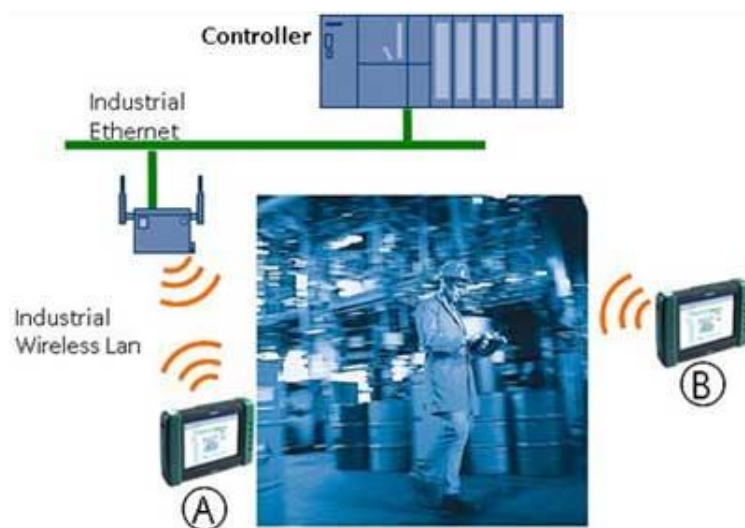 Controller
Industrial
Ethernet
Industrial
Wireless Lan
A
B